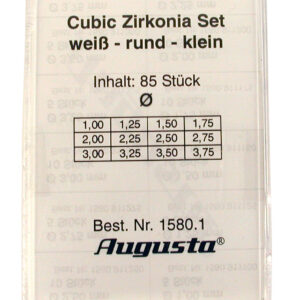 Cubic Zirkonia Set
weiß - rund - klein
Inhalt: 85 Stück
Ø
1,00 1,25 1,50 1,75
2,00 2,25 2,50 2,75
3,00 3,25 3,50 3,75
Best. Nr. 1580.1
Augusta®